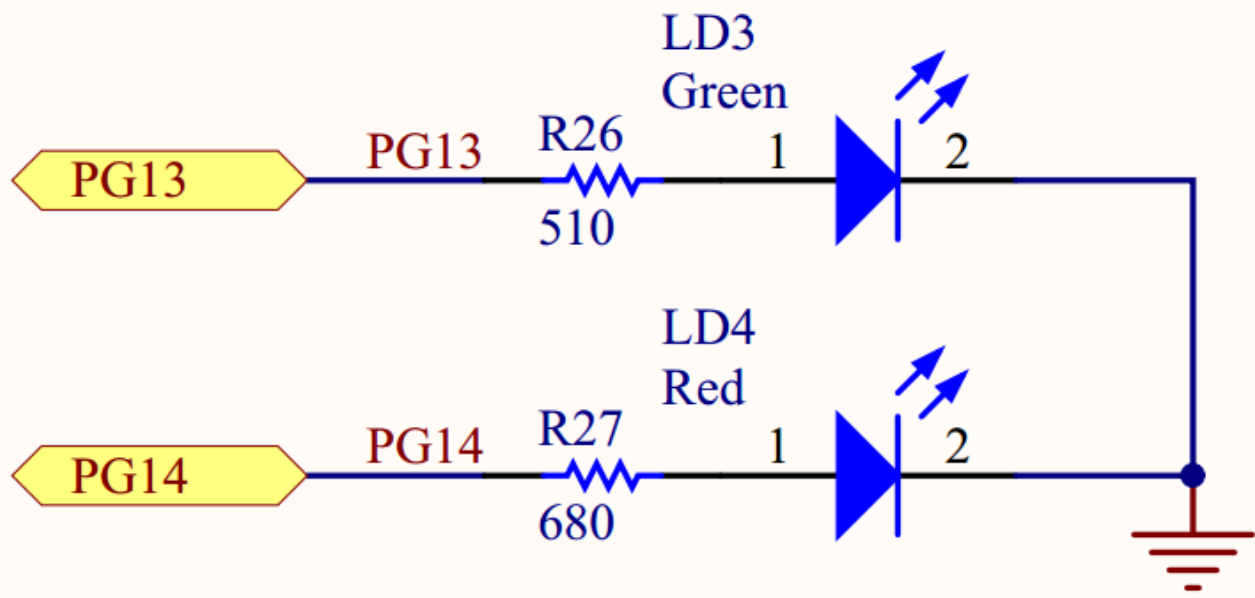 LD3
Green
PG13 PG13 R26 1 2
510
LD4
Red
PG14 PG14 R27 1 2
680